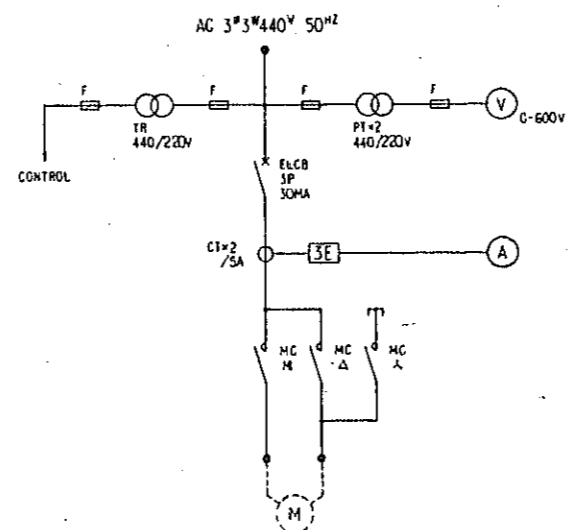 AC 3ᵠ3ᵂ440ⱽ 50ᴴᶻ
F
F
F
F
TR
440/220V
PT×2
440/220V
V
0-600V
CONTROL
ELCB
3P
30MA
CT×2
/5A
3E
A
MC
M
MC
Δ
MC
人
M